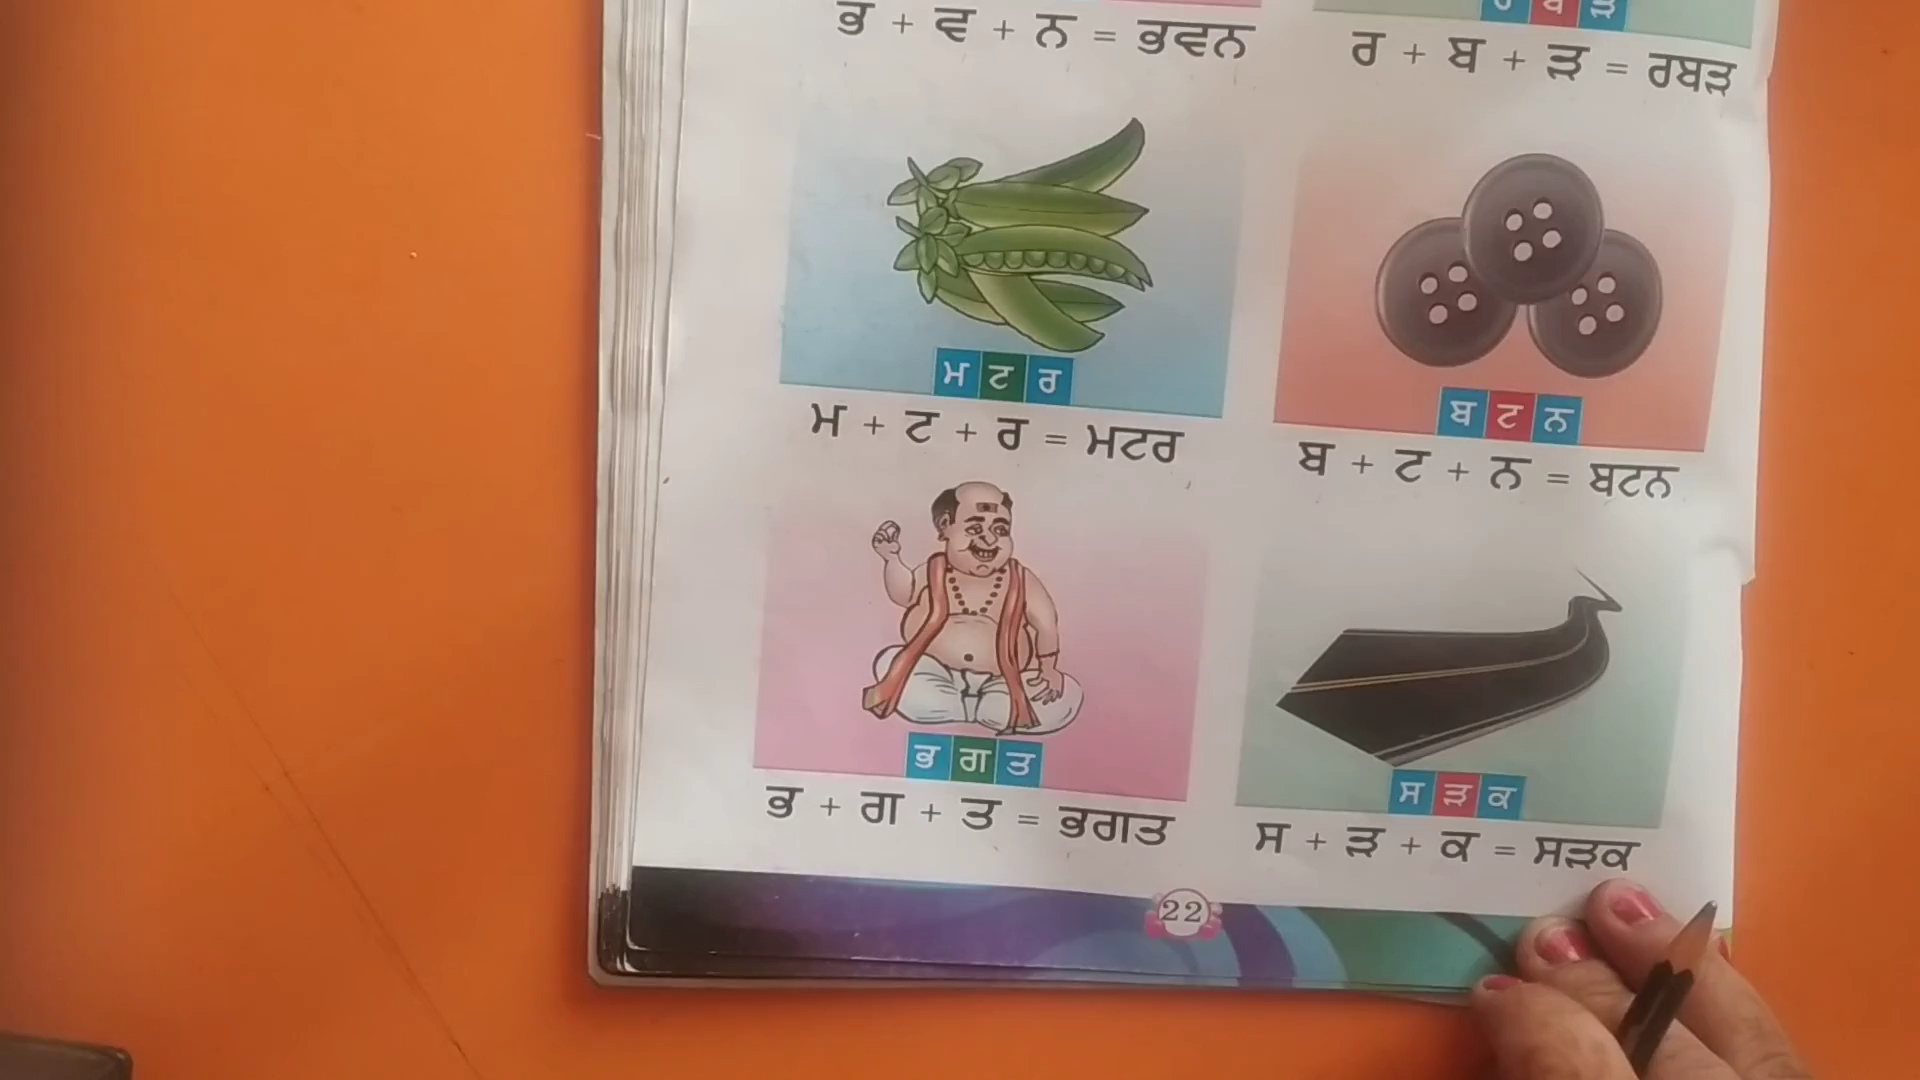 ਰ ਬ ੜ
ਭ + ਵ + ਨ = ਭਵਨ
ਰ + ਬ + ੜ = ਰਬੜ
ਮ ਟ ਰ
ਮ + ਟ + ਰ = ਮਟਰ
ਬ ਟ ਨ
ਬ + ਟ + ਨ = ਬਟਨ
ਭ ਗ ਤ
ਭ + ਗ + ਤ = ਭਗਤ
ਸ ੜ ਕ
ਸ + ੜ + ਕ = ਸੜਕ
22